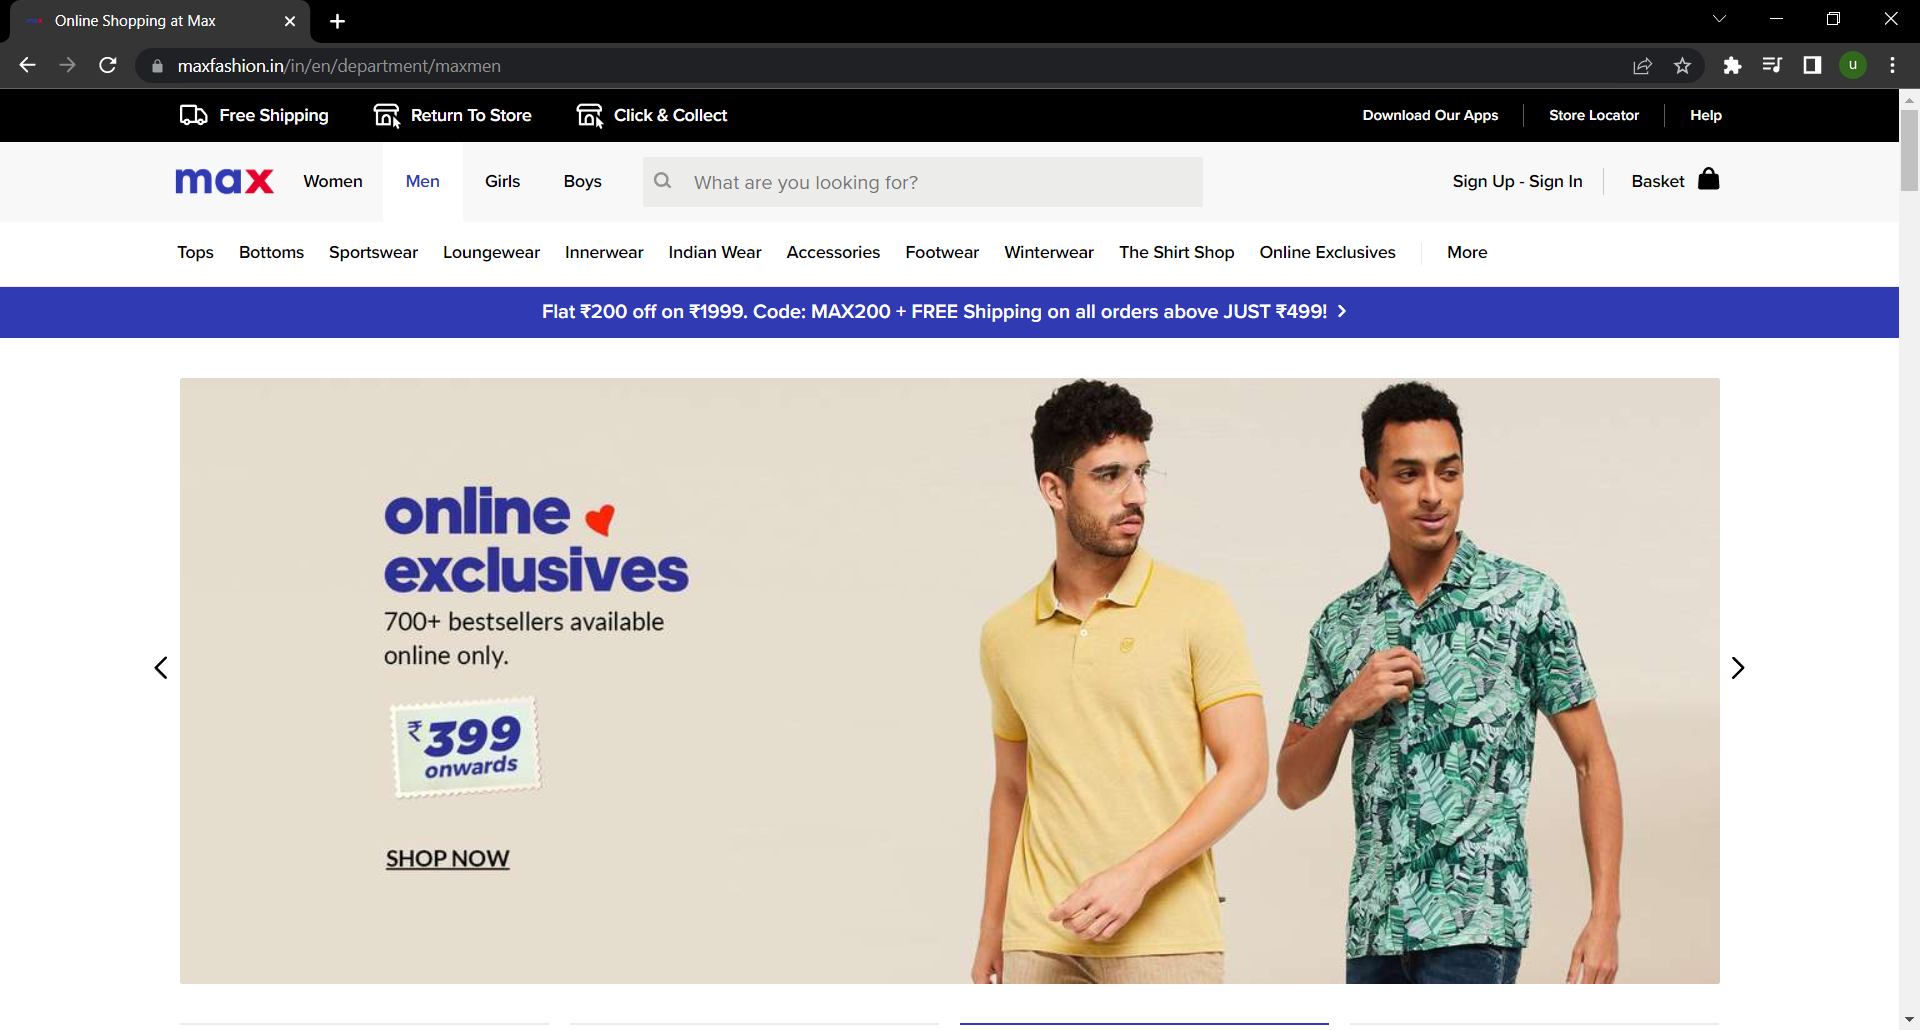 Online Shopping at Max
maxfashion.in/in/en/department/maxmen
u
Free Shipping
Return To Store
Click & Collect
Download Our Apps
Store Locator
Help
max
Women
Men
Girls
Boys
What are you looking for?
Sign Up - Sign In
Basket
Tops
Bottoms
Sportswear
Loungewear
Innerwear
Indian Wear
Accessories
Footwear
Winterwear
The Shirt Shop
Online Exclusives
More
Flat ₹200 off on ₹1999. Code: MAX200 + FREE Shipping on all orders above JUST ₹499!
online
exclusives
700+ bestsellers available
online only.
₹399
onwards
SHOP NOW